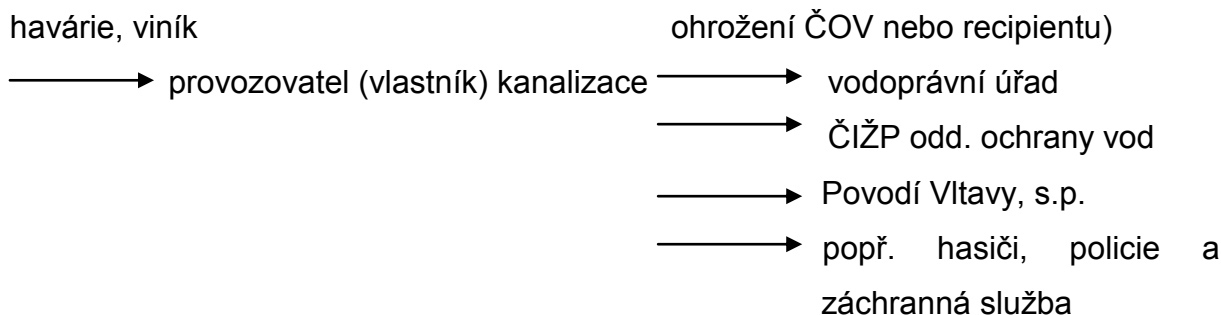 havárie, viník ohrožení ČOV nebo recipientu)
provozovatel (vlastník) kanalizace vodoprávní úřad
ČIŽP odd. ochrany vod
Povodí Vltavy, s.p.
popř. hasiči, policie a
záchranná služba